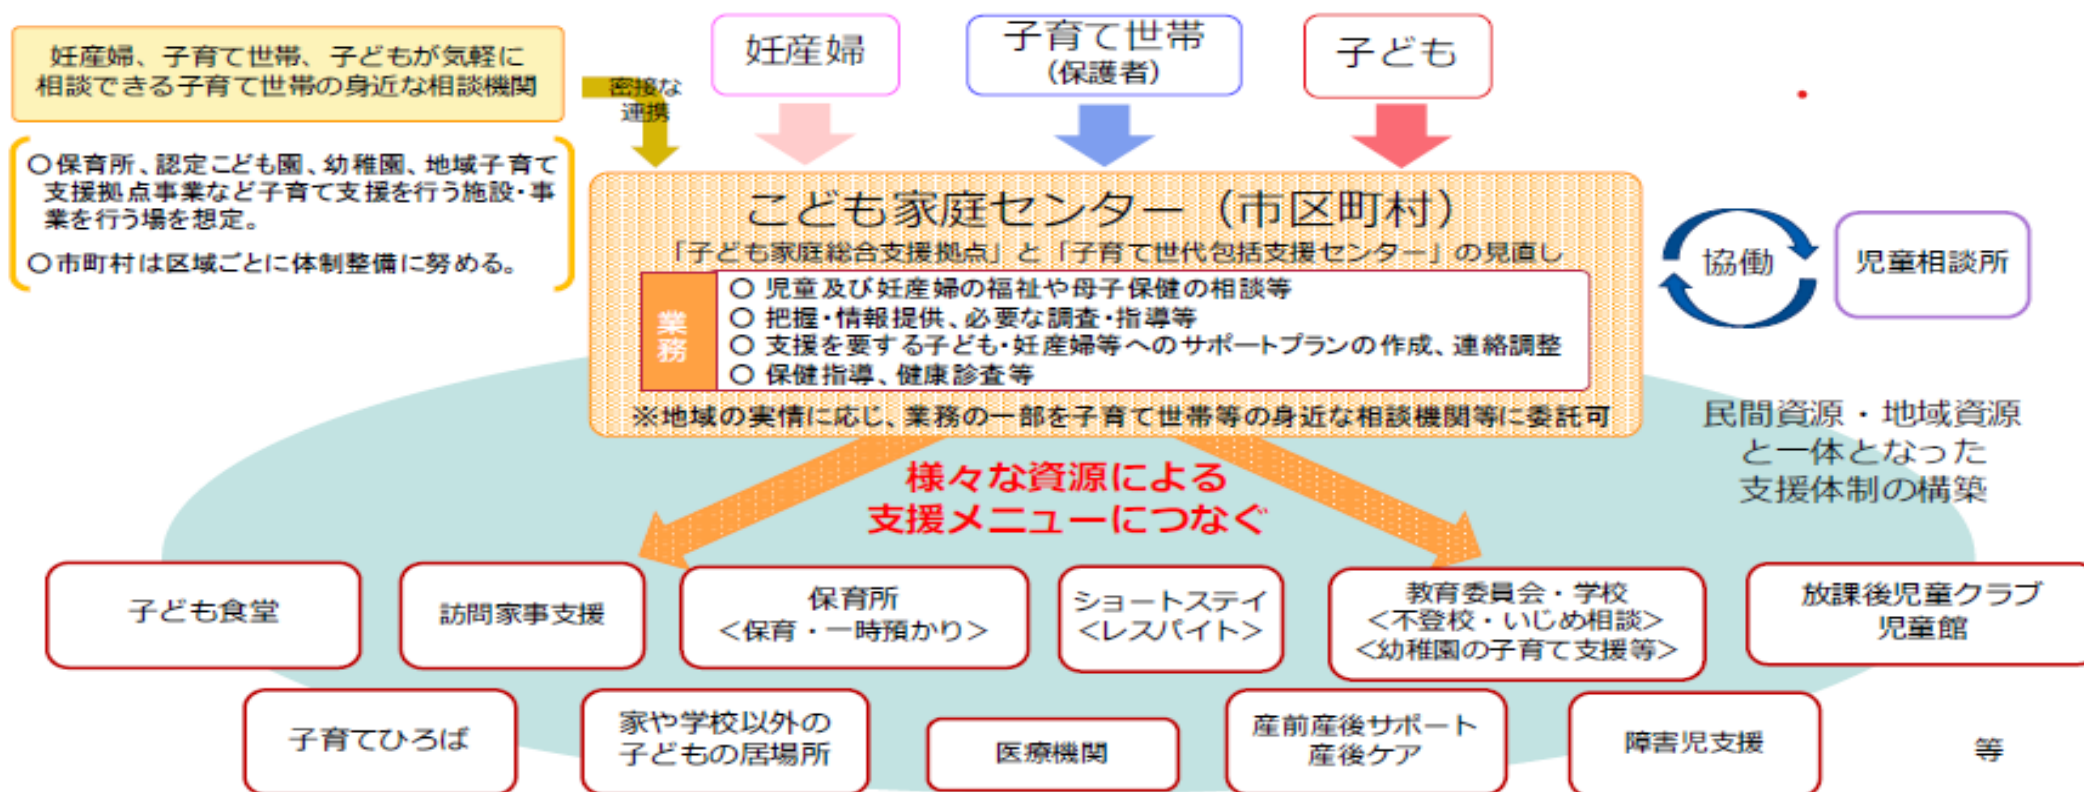 妊産婦、子育て世帯、子どもが気軽に
相談できる子育て世帯の身近な相談機関
密接な
連携
妊産婦
子育て世帯
（保護者）
子ども
○保育所、認定こども園、幼稚園、地域子育て
支援拠点事業など子育て支援を行う施設・事
業を行う場を想定。
○市町村は区域ごとに体制整備に努める。
こども家庭センター（市区町村）
「子ども家庭総合支援拠点」と「子育て世代包括支援センター」の見直し
業務
○ 児童及び妊産婦の福祉や母子保健の相談等
○ 把握・情報提供、必要な調査・指導等
○ 支援を要する子ども・妊産婦等へのサポートプランの作成、連絡調整
○ 保健指導、健康診査等
※地域の実情に応じ、業務の一部を子育て世帯等の身近な相談機関等に委託可
協働
児童相談所
民間資源・地域資源
と一体となった
支援体制の構築
様々な資源による
支援メニューにつなぐ
子ども食堂
訪問家事支援
保育所
＜保育・一時預かり＞
ショートステイ
＜レスパイト＞
教育委員会・学校
＜不登校・いじめ相談＞
＜幼稚園の子育て支援等＞
放課後児童クラブ
児童館
子育てひろば
家や学校以外の
子どもの居場所
医療機関
産前産後サポート
産後ケア
障害児支援
等